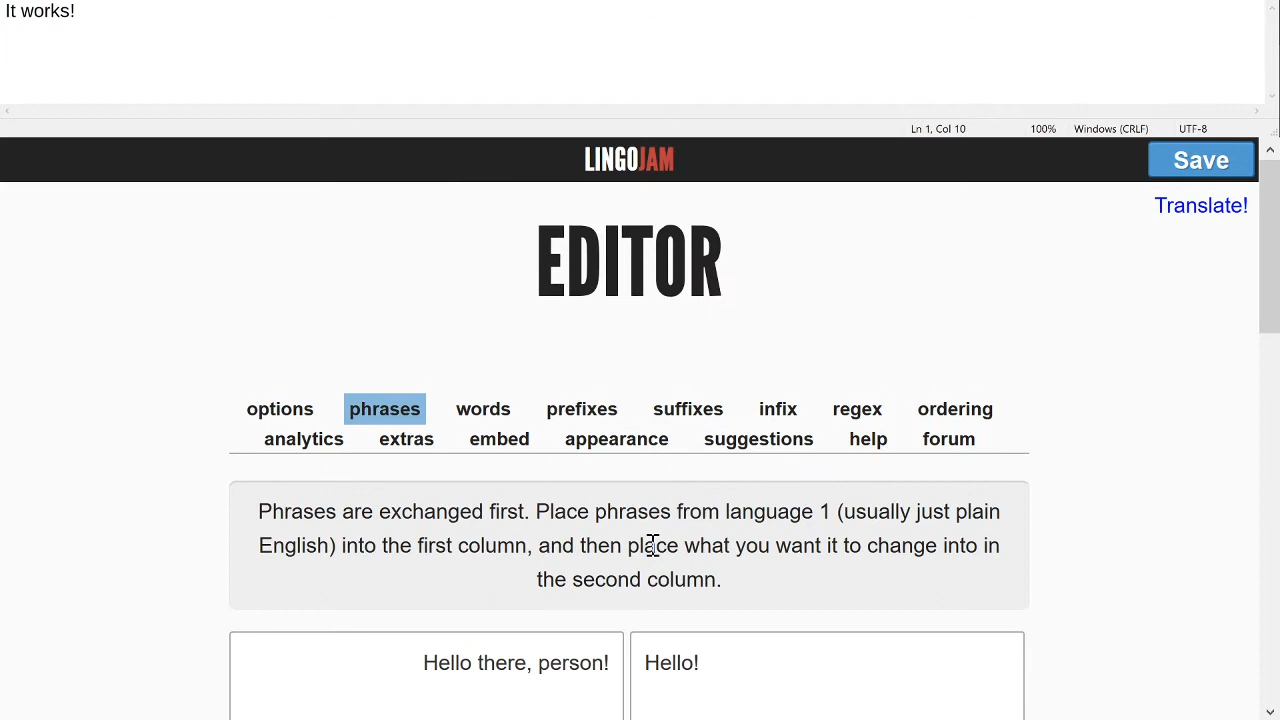 It works!
Ln 1, Col 10 100% Windows (CRLF) UTF-8
LINGOJAM Save
Translate!
EDITOR
options phrases words prefixes suffixes infix regex ordering
analytics extras embed appearance suggestions help forum
Phrases are exchanged first. Place phrases from language 1 (usually just plain
English) into the first column, and then place what you want it to change into in
the second column.
Hello there, person! Hello!